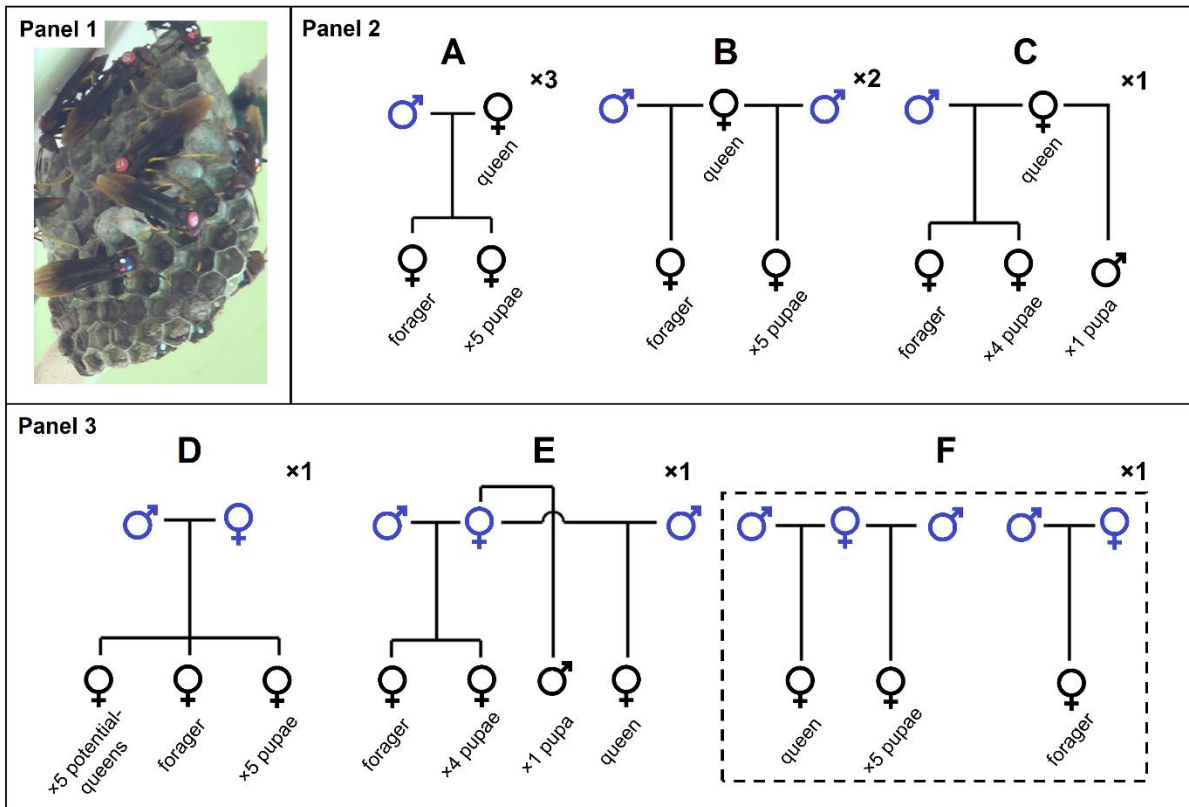 Panel 1
Panel 2
A
×3
queen
forager
×5 pupae
B
×2
queen
forager
×5 pupae
C
×1
queen
forager
×4 pupae
×1 pupa
Panel 3
D
×1
×5 potential-
queens
forager
×5 pupae
E
×1
forager
×4 pupae
×1 pupa
queen
F
×1
queen
×5 pupae
forager